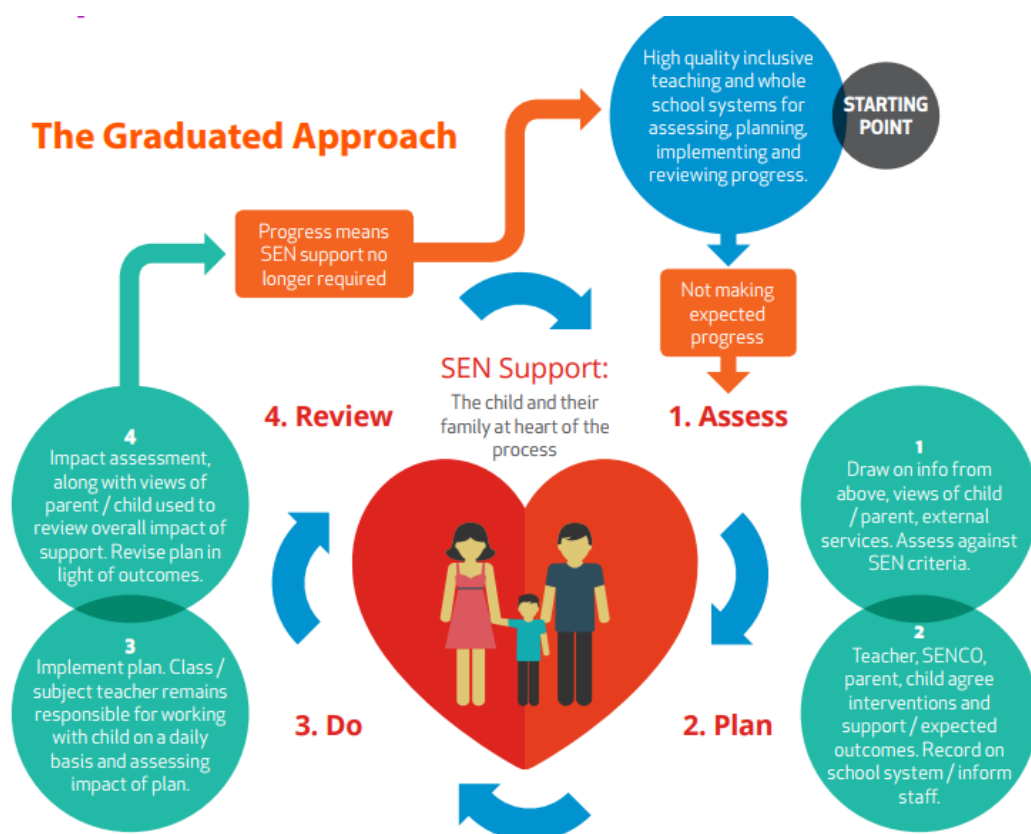 The Graduated Approach
High quality inclusive
teaching and whole
school systems for
assessing, planning,
implementing and
reviewing progress.
STARTING
POINT
Progress means
SEN support no
longer required
Not making
expected
progress
SEN Support:
The child and their
family at heart of the
process
4. Review
1. Assess
4
Impact assessment,
along with views of
parent / child used to
review overall impact of
support. Revise plan in
light of outcomes.
1
Draw on info from
above, views of child
/ parent, external
services. Assess against
SEN criteria.
3
Implement plan. Class /
subject teacher remains
responsible for working
with child on a daily
basis and assessing
impact of plan.
3. Do
2. Plan
2
Teacher, SENCO,
parent, child agree
interventions and
support / expected
outcomes. Record on
school system / inform
staff.